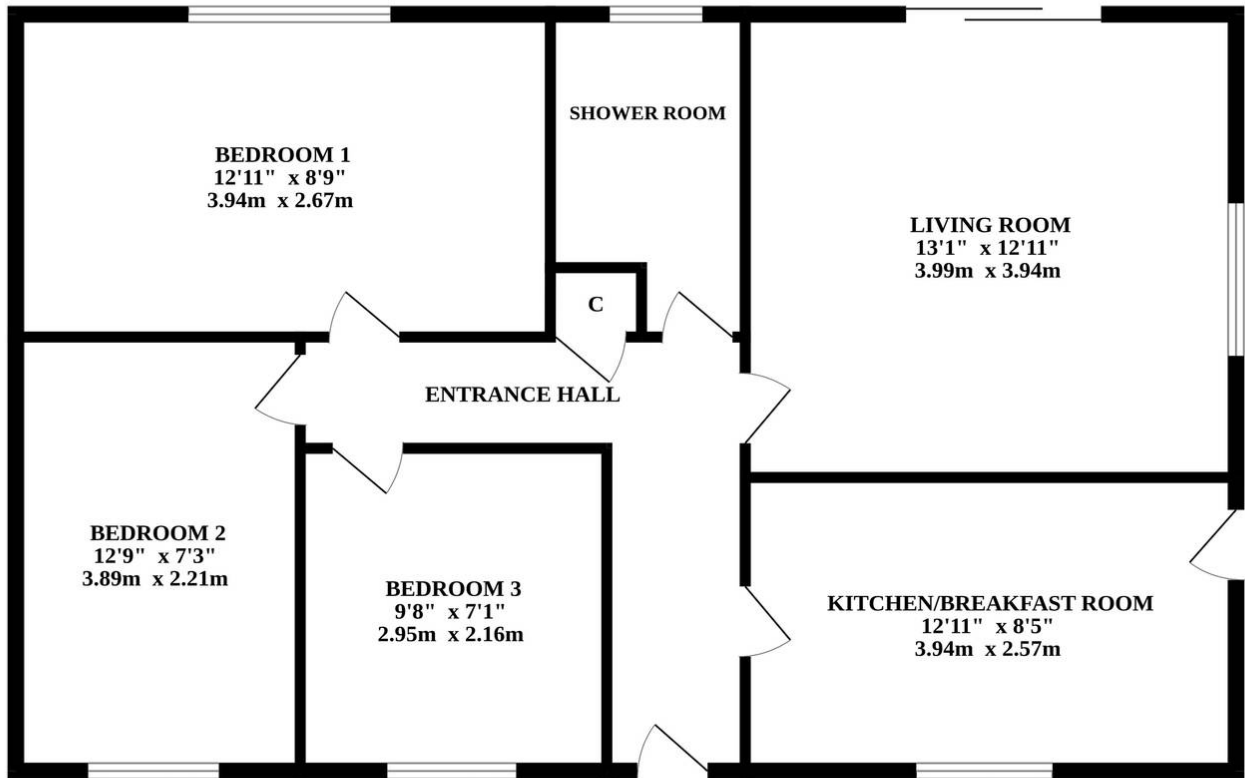 BEDROOM 1
12'11" x 8'9"
3.94m x 2.67m
SHOWER ROOM
LIVING ROOM
13'1" x 12'11"
3.99m x 3.94m
C
ENTRANCE HALL
BEDROOM 2
12'9" x 7'3"
3.89m x 2.21m
BEDROOM 3
9'8" x 7'1"
2.95m x 2.16m
KITCHEN/BREAKFAST ROOM
12'11" x 8'5"
3.94m x 2.57m